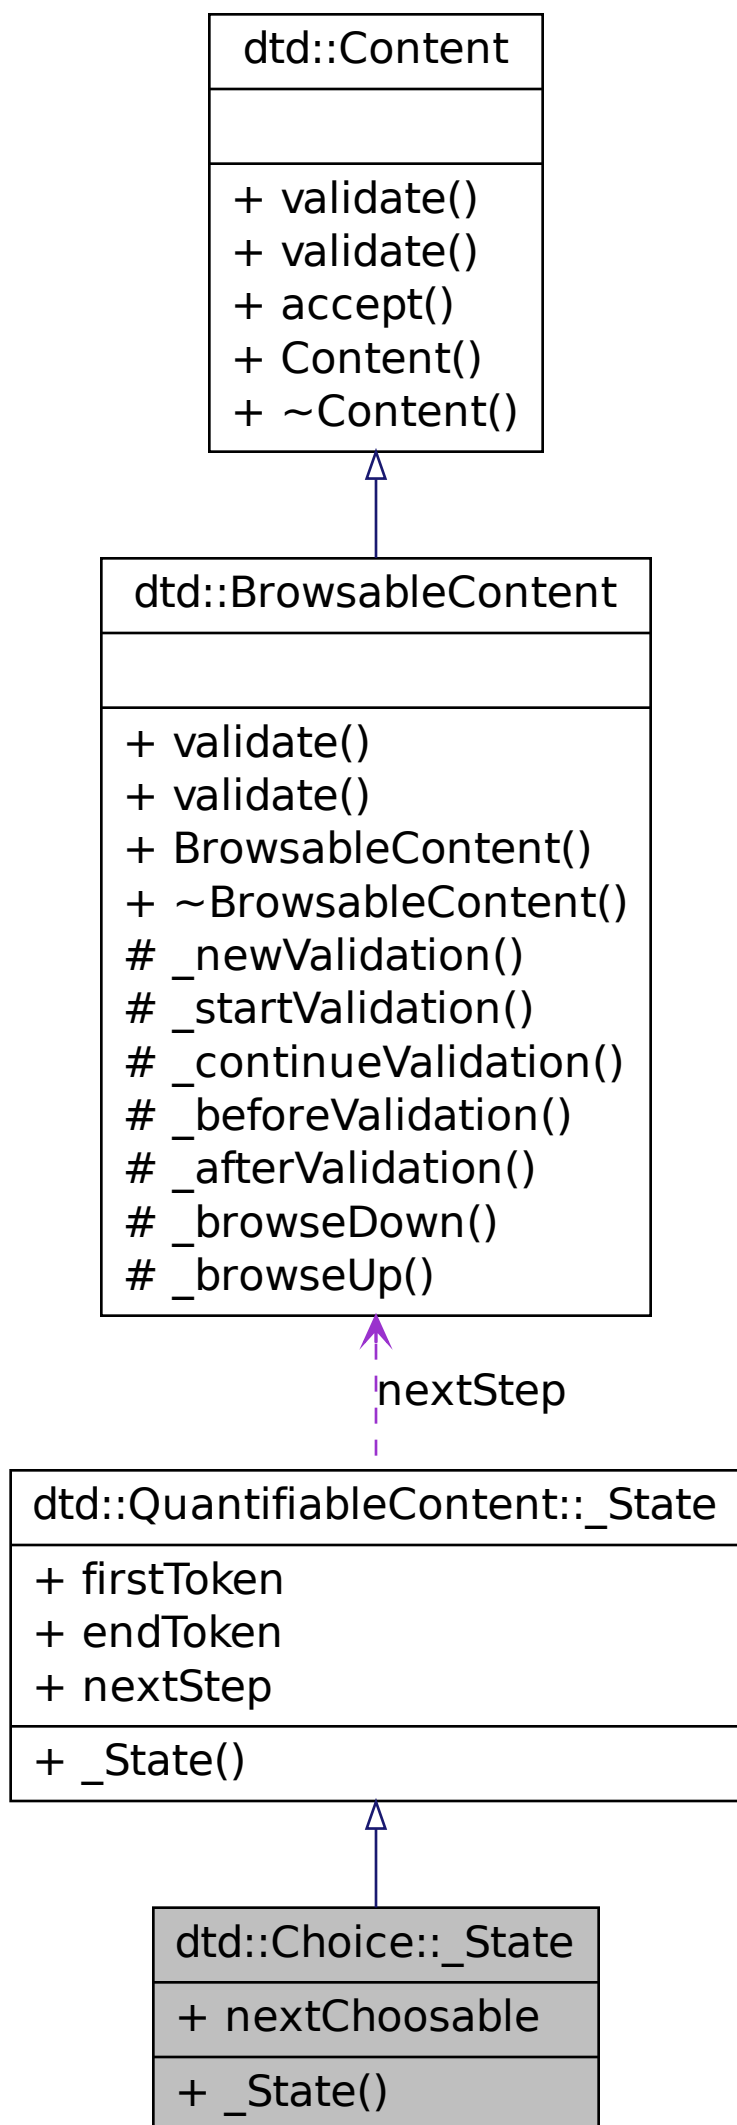 dtd::Content
+ validate()
+ validate()
+ accept()
+ Content()
+ ~Content()
dtd::BrowsableContent
+ validate()
+ validate()
+ BrowsableContent()
+ ~BrowsableContent()
# _newValidation()
# _startValidation()
# _continueValidation()
# _beforeValidation()
# _afterValidation()
# _browseDown()
# _browseUp()
nextStep
dtd::QuantifiableContent::_State
+ firstToken
+ endToken
+ nextStep
+ _State()
dtd::Choice::_State
+ nextChoosable
+ _State()